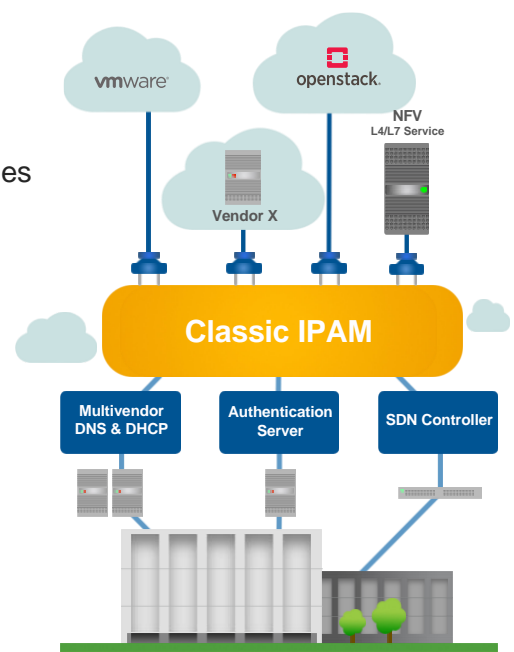 vmware
openstack.
NFV
L4/L7 Service
es
Vendor X
Classic IPAM
Multivendor
DNS & DHCP
Authentication
Server
SDN Controller